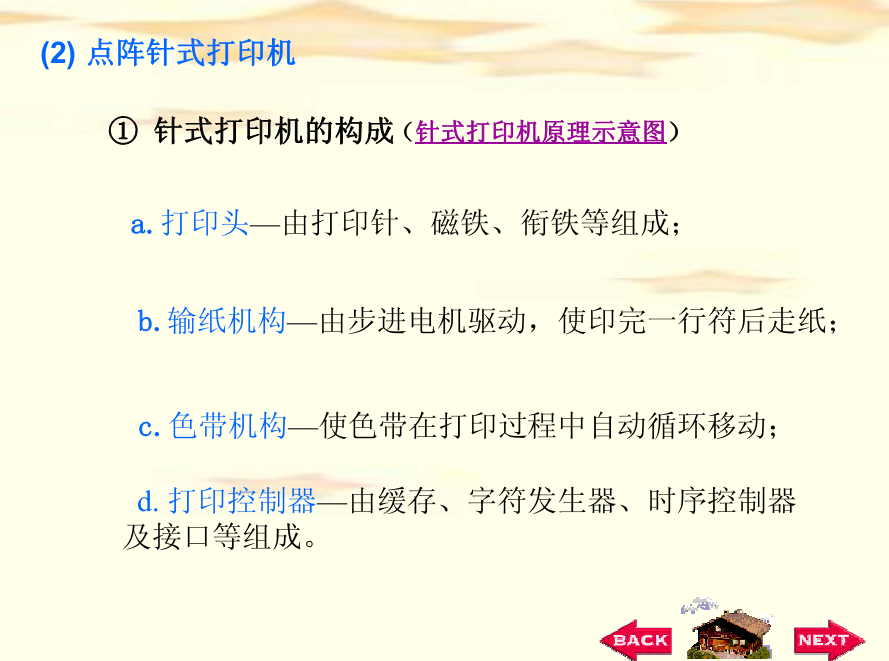 (2) 点阵针式打印机
① 针式打印机的构成（针式打印机原理示意图）
a.打印头—由打印针、磁铁、衔铁等组成；
b.输纸机构—由步进电机驱动，使印完一行符后走纸；
c.色带机构—使色带在打印过程中自动循环移动；
d.打印控制器—由缓存、字符发生器、时序控制器
及接口等组成。
BACK NEXT